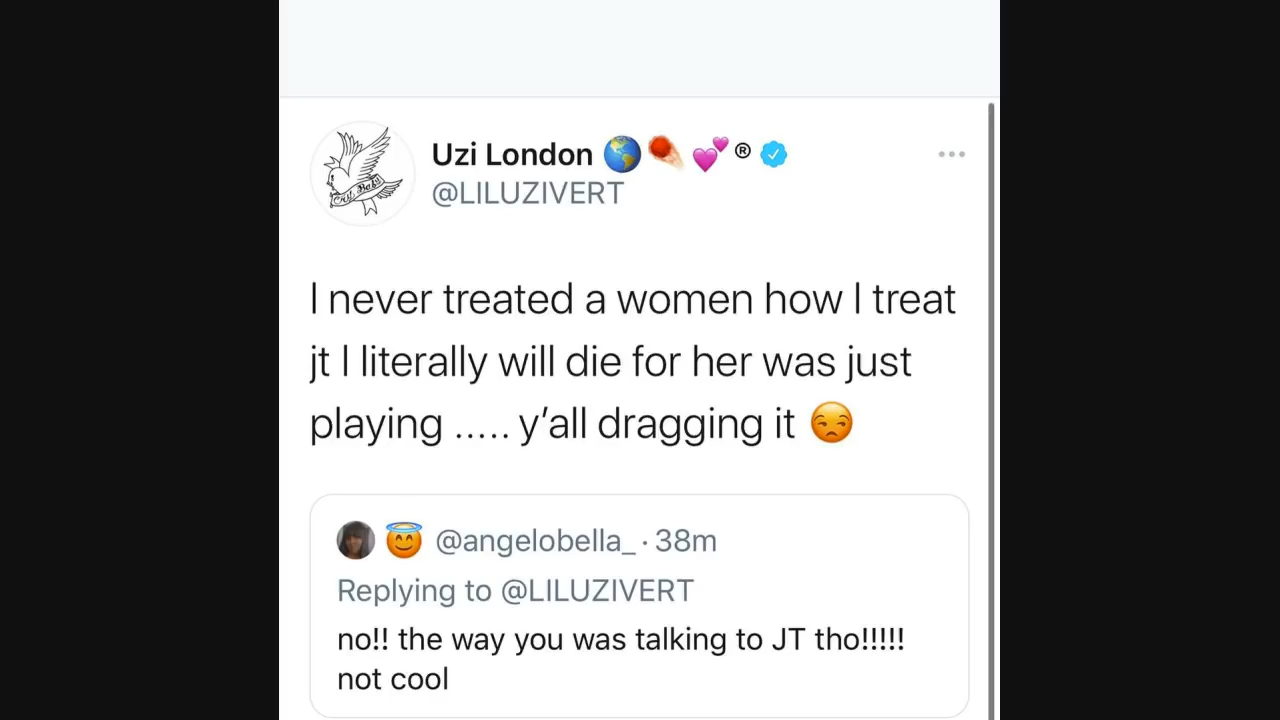 Uzi London 🌎☄️💕®
@LILUZIVERT
I never treated a women how I treat
jt I literally will die for her was just
playing ..... y’all dragging it 😒
😇 @angelobella_ · 38m
Replying to @LILUZIVERT
no!! the way you was talking to JT tho!!!!!
not cool